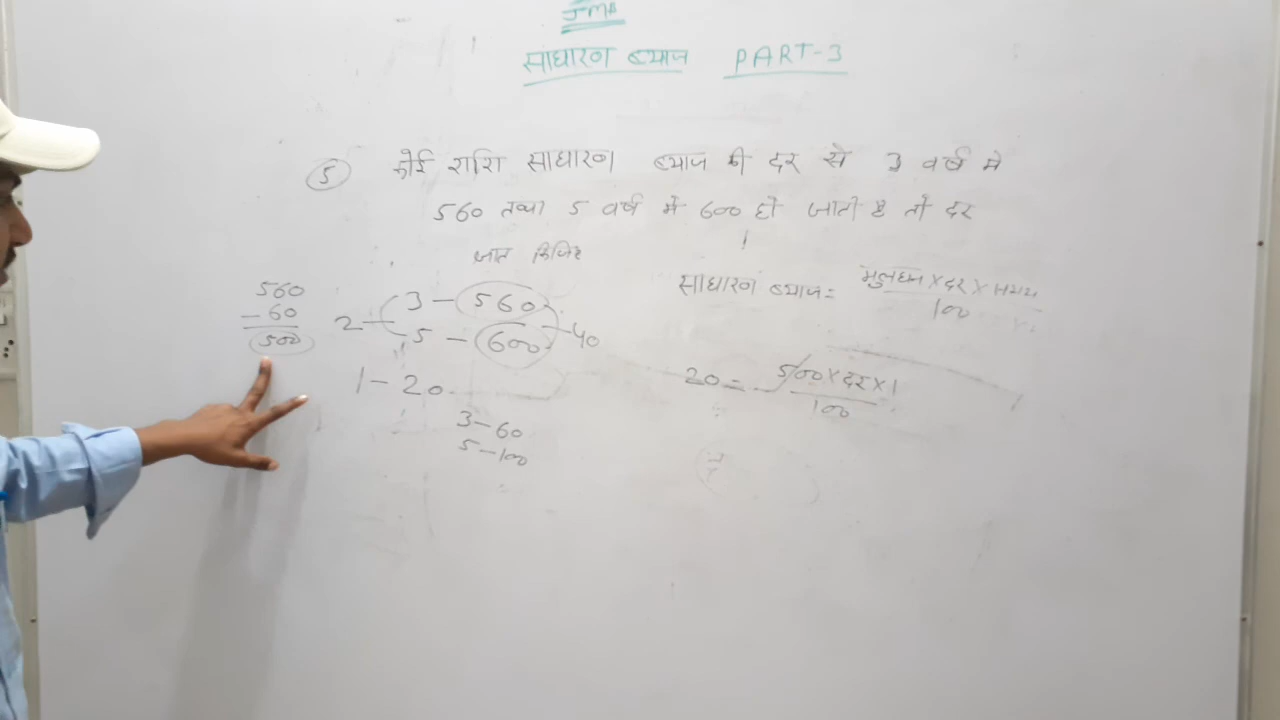 JMA
साधारण ब्याज PART-3
5 कोई राशि साधारण ब्याज की दर से 3 वर्ष मे
560 तथा 5 वर्ष में 600 हो जाती है तो दर
ज्ञात किजिए
साधारण ब्याज = मुलधन × दर × समय
100
560
- 60
500
3 - 560
2
5 - 600
40
1 - 20
3 - 60
5 - 100
20 = 500 × दर × 1
100